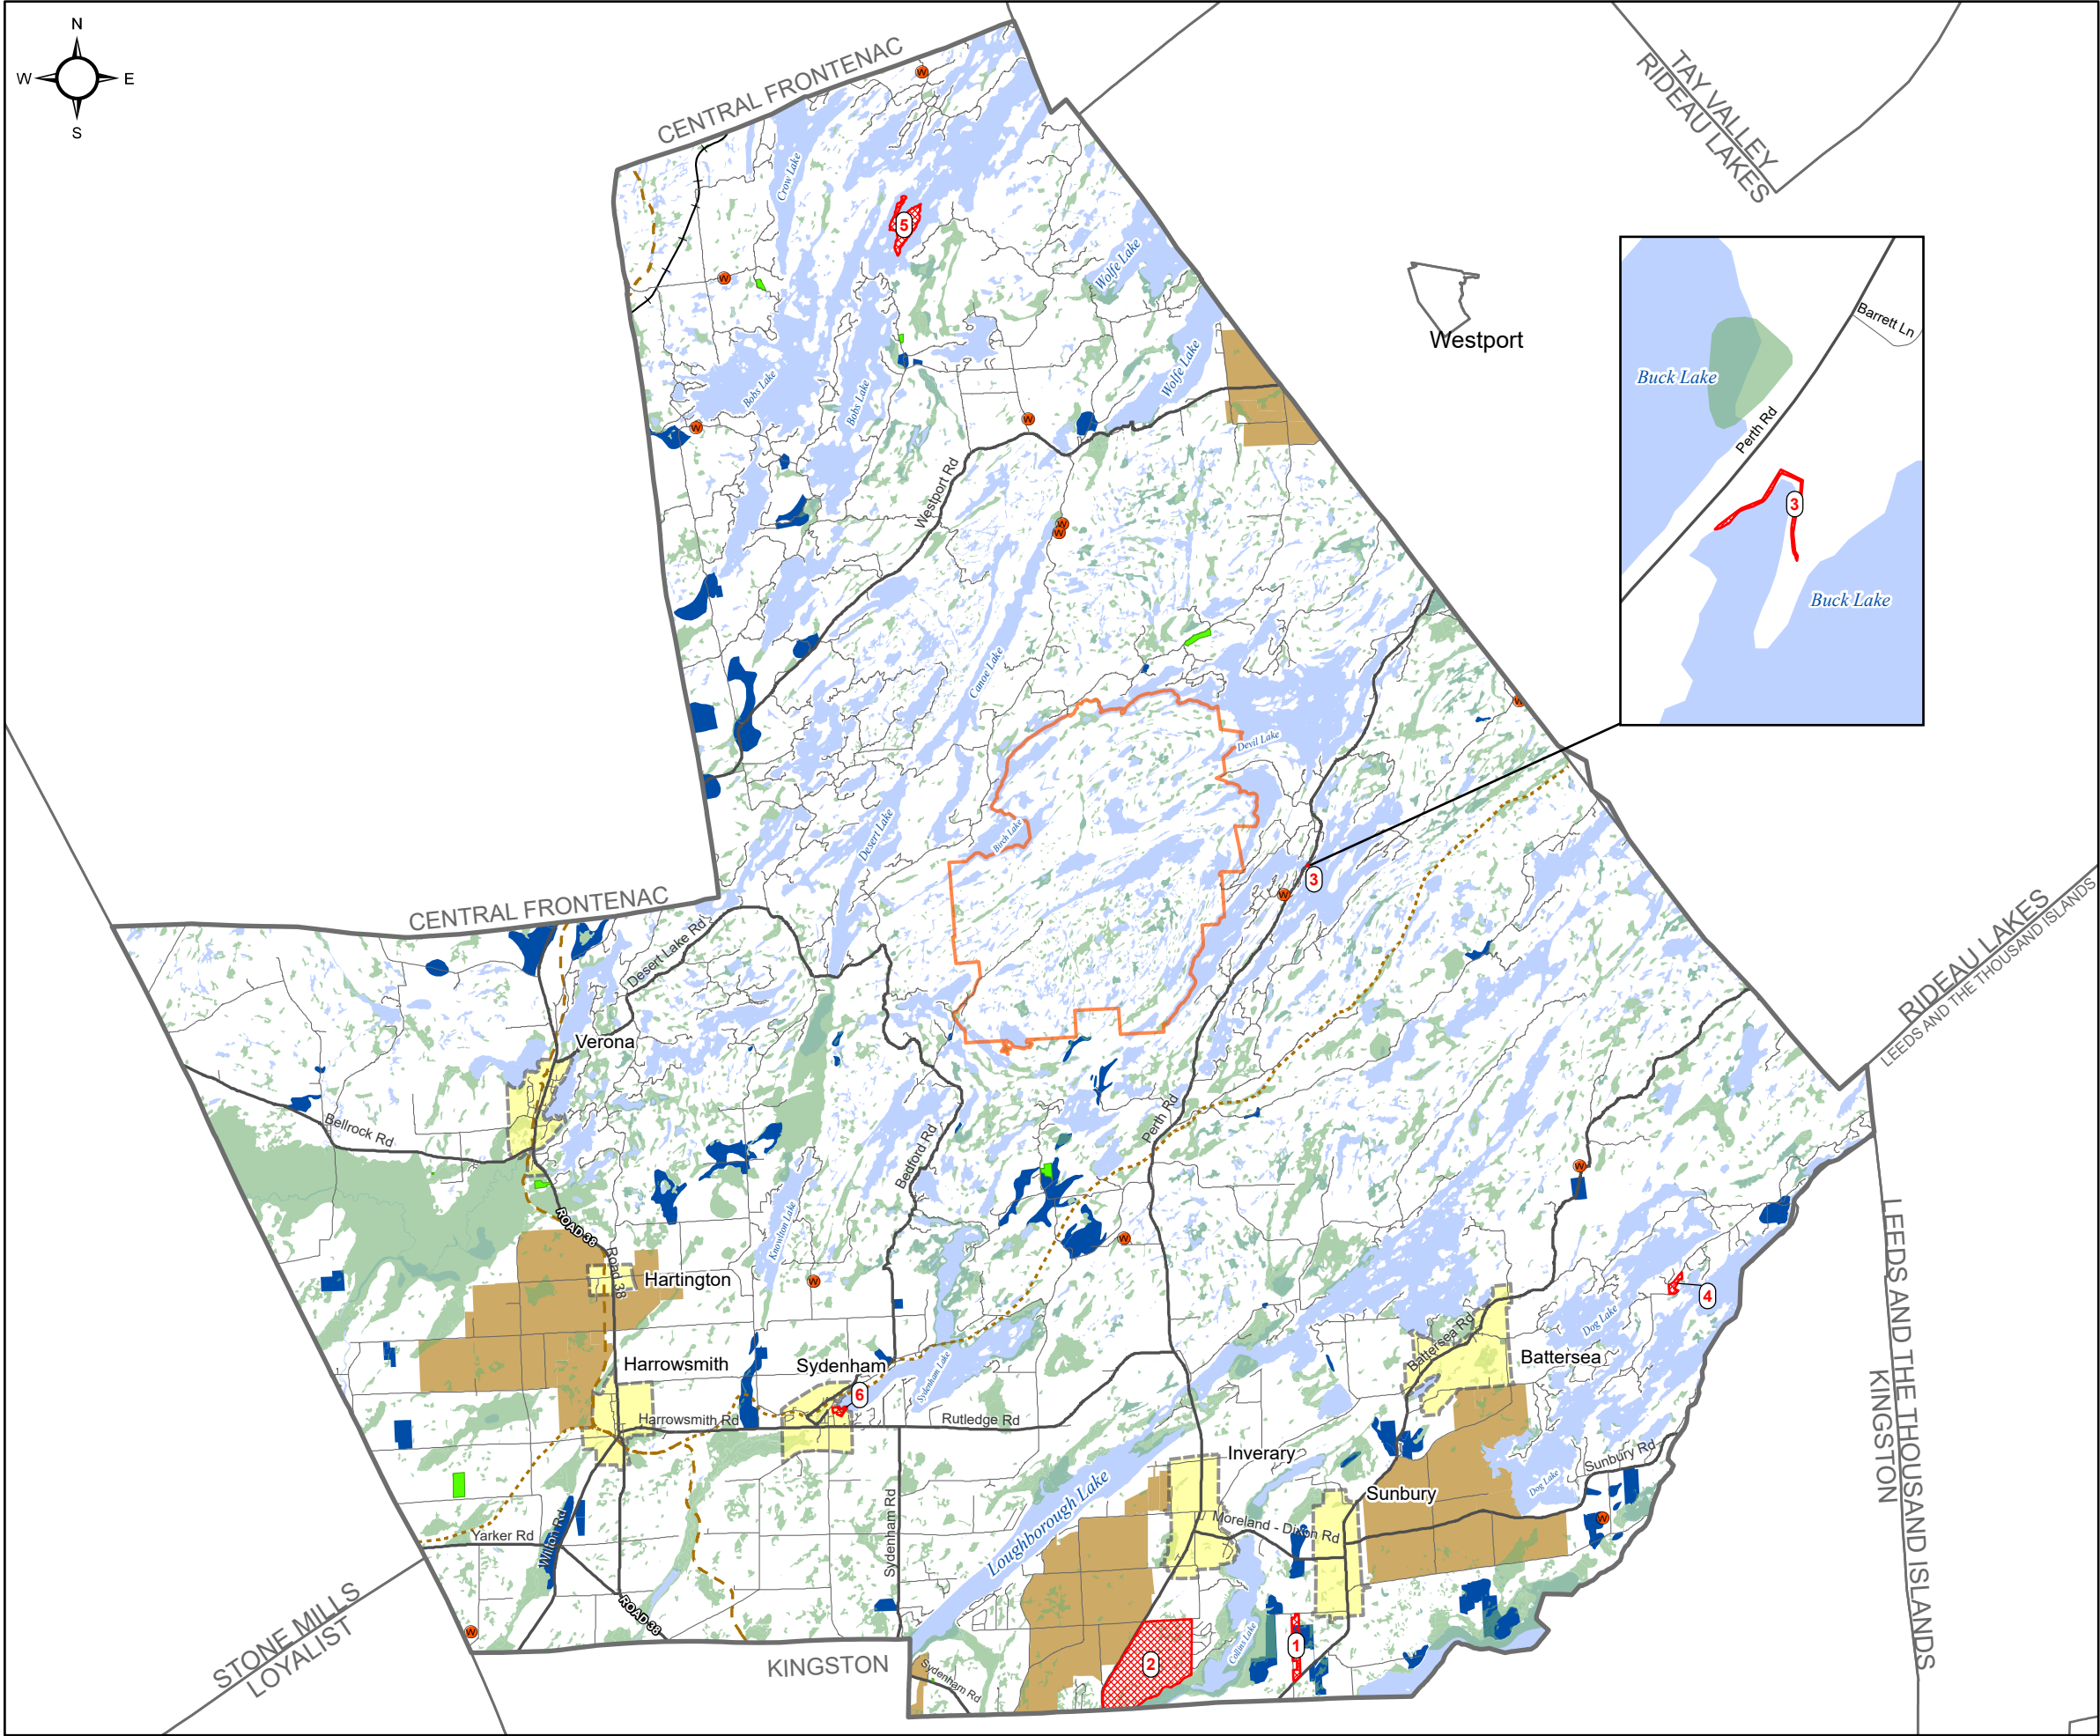 N
W E
S
CENTRAL FRONTENAC
TAY VALLEY
RIDEAU LAKES
W
Crow Lake
5
Wolfe Lake
W
Westport
Barrett Ln
Buck Lake
Perth Rd
3
Buck Lake
Wolfe Lake
Bobs Lake
Bobs Lake
W
W
Westport Rd
W
W
Canoe Lake
W
Devil Lake
Birch Lake
Desert Lake
3
W
CENTRAL FRONTENAC
Desert Lake Rd
RIDEAU LAKES
LEEDS AND THE THOUSAND ISLANDS
Verona
Bellrock Rd
Perth Rd
Bedford Rd
W
ROAD 38
Road 38
Knowlton Lake
W
Hartington
W
4
Dog Lake
LEEDS AND THE THOUSAND ISLANDS
KINGSTON
Harrowsmith
Sydenham
6
Sydenham Lake
Battersea Rd
Battersea
Harrowsmith Rd
Rutledge Rd
Inverary
Sunbury Rd
Dog Lake
Sunbury
Loughborough Lake
Moreland - Dixon Rd
W
Yarker Rd
Wilton Rd
Sydenham Rd
ROAD 38
STONE MILLS
LOYALIST
W
KINGSTON
Sydenham Rd
Collins Lake
1
2